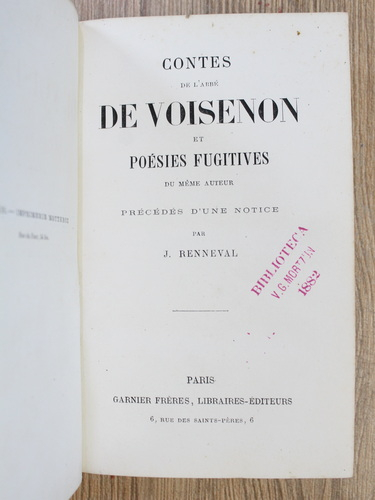 CONTES
DE L'ABBÉ
DE VOISENON
ET
POÉSIES FUGITIVES
DU MÊME AUTEUR
PRÉCÉDÉS D'UNE NOTICE
PAR
J. RENNEVAL
BIBLIOTECA
V. G.
1882
PARIS
GARNIER FRÈRES, LIBRAIRES-ÉDITEURS
6, RUE DES SAINTS-PÈRES, 6